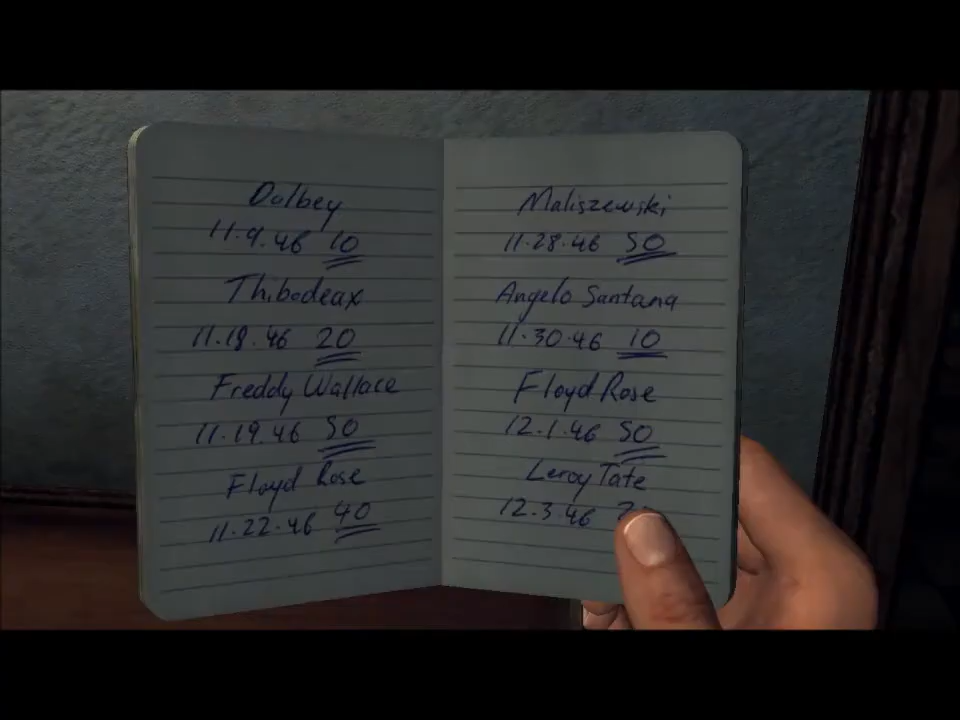 Dalbey
11.9.46 10
Thibodeax
11.18.46 20
Freddy Wallace
11.19.46 50
Floyd Rose
11.22.46 40
Maliszewski
11.28.46 50
Angelo Santana
11.30.46 10
Floyd Rose
12.1.46 50
Leroy Tate
12.3.46